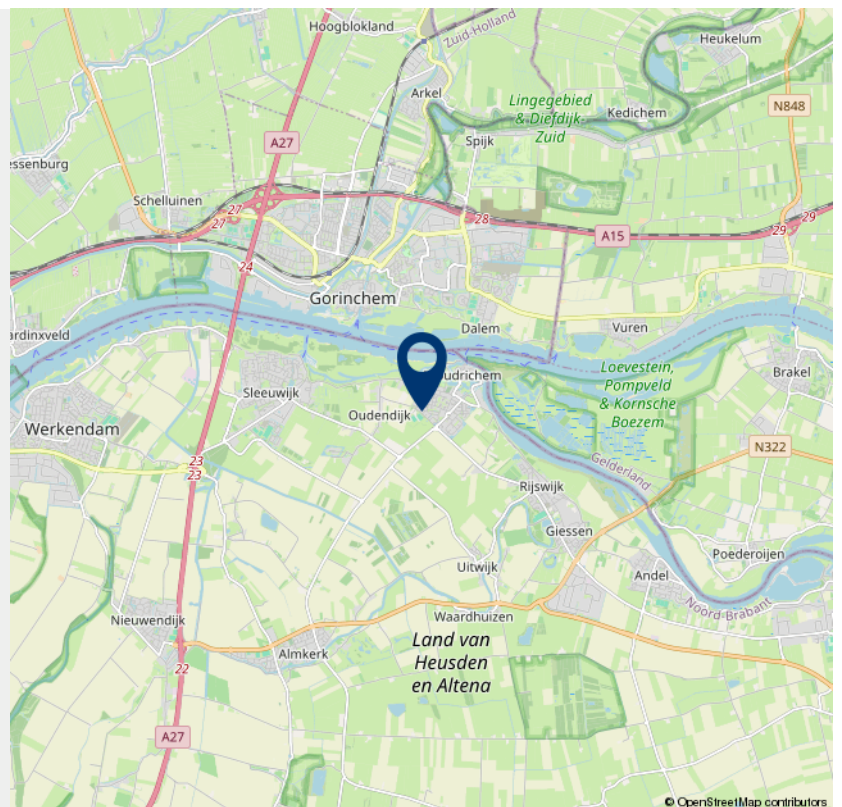 Hoogblokland
Zuid-Holland
Heukelum
Arkel
Lingegebied
& Diefdijk-
Zuid
Kedichem
N848
A27
Spijk
essenburg
Schelluinen
27
27
28
A15
29
29
24
Gorinchem
ardinxveld
Dalem
Vuren
Loevestein,
Pompveld
& Kornsche
Boezem
Brakel
udrichem
Sleeuwijk
Oudendijk
Werkendam
N322
23
23
Gelderland
Rijswijk
Giessen
Poederoijen
Uitwijk
Andel
Noord-Brabant
Nieuwendijk
Waardhuizen
Almkerk
Land van
Heusden
en Altena
22
A27
© OpenStreetMap contributors